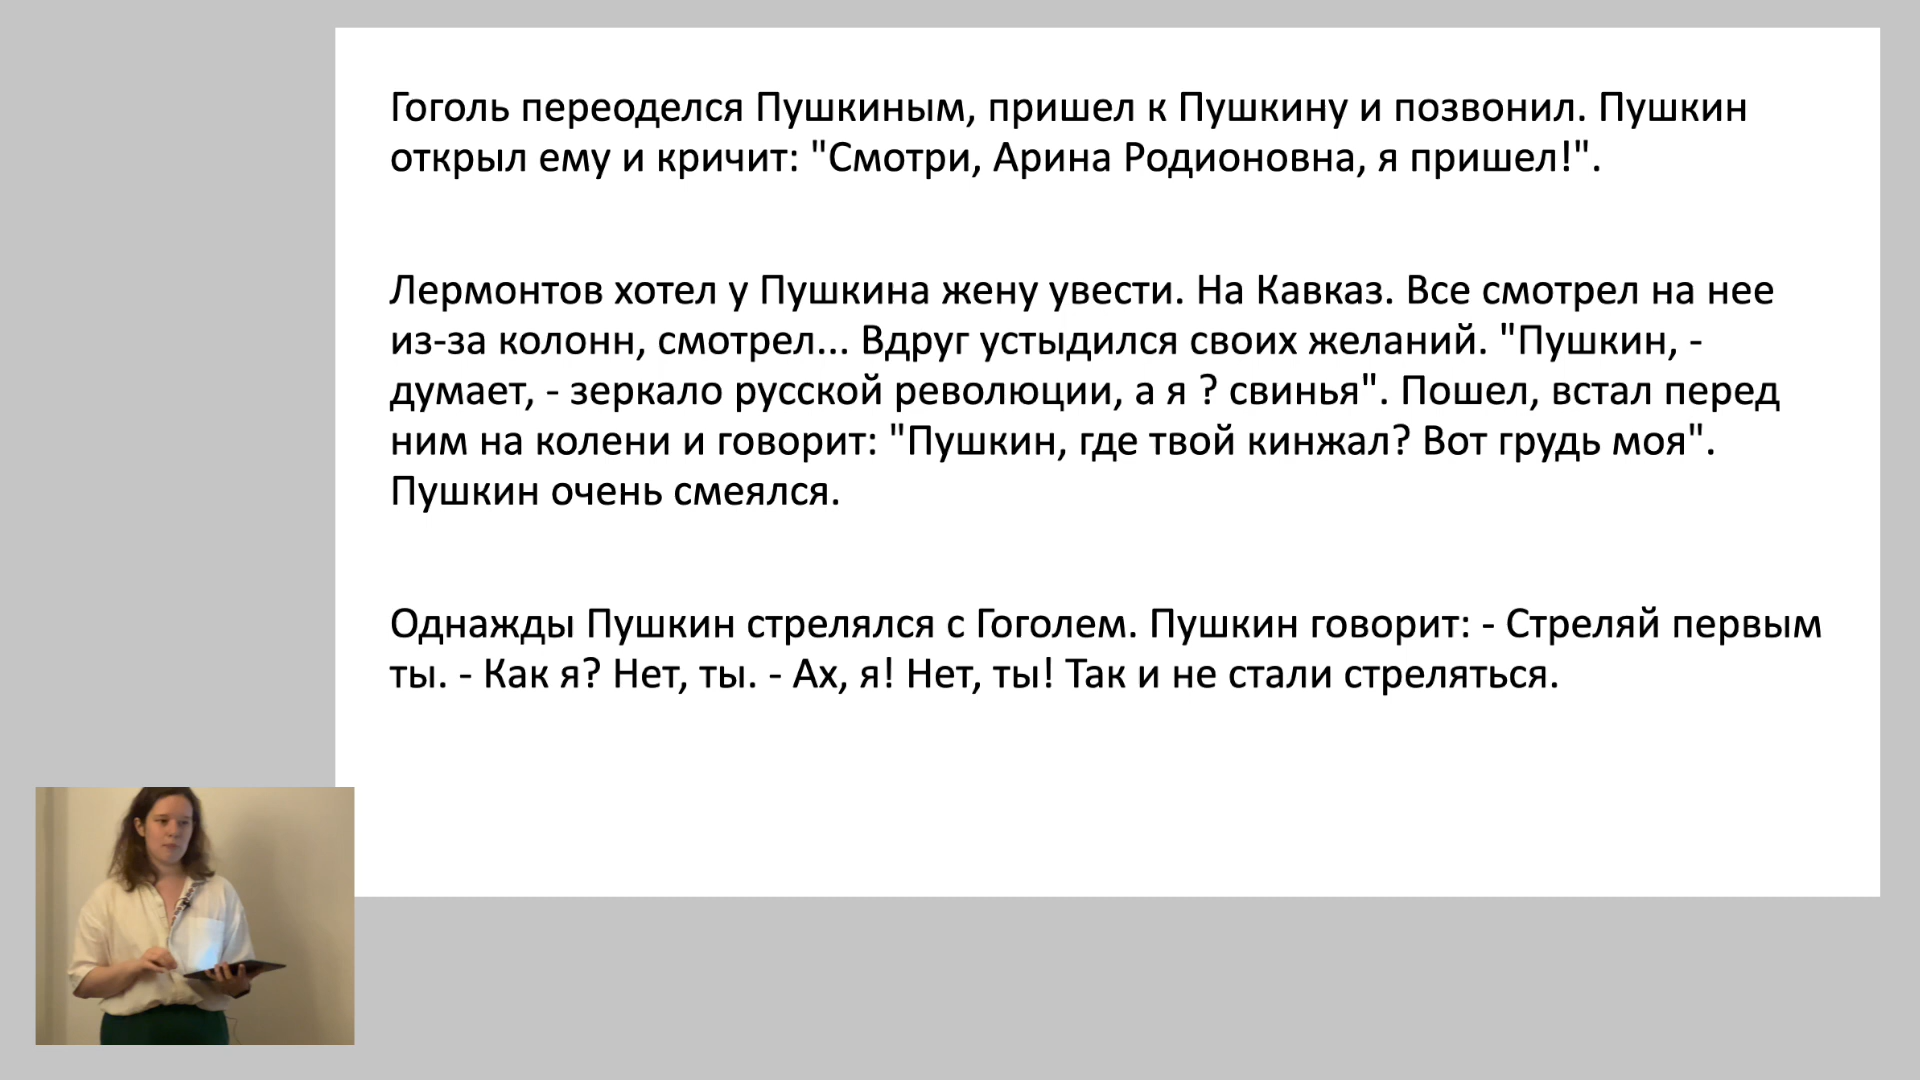 Гоголь переоделся Пушкиным, пришел к Пушкину и позвонил. Пушкин
открыл ему и кричит: "Смотри, Арина Родионовна, я пришел!".
Лермонтов хотел у Пушкина жену увести. На Кавказ. Все смотрел на нее
из-за колонн, смотрел... Вдруг устыдился своих желаний. "Пушкин, -
думает, - зеркало русской революции, а я ? свинья". Пошел, встал перед
ним на колени и говорит: "Пушкин, где твой кинжал? Вот грудь моя".
Пушкин очень смеялся.
Однажды Пушкин стрелялся с Гоголем. Пушкин говорит: - Стреляй первым
ты. - Как я? Нет, ты. - Ах, я! Нет, ты! Так и не стали стреляться.